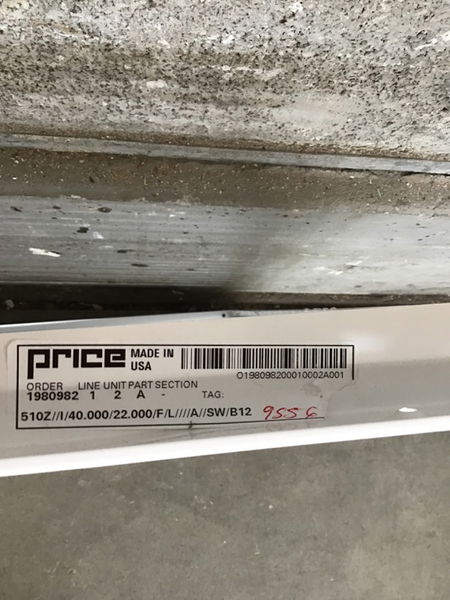 price MADE IN USA
O198098200010002A001
ORDER LINE UNIT PART SECTION
1980982 1 2 A - TAG:
510Z//I/40.000/22.000/F/L////A//SW/B12 9556